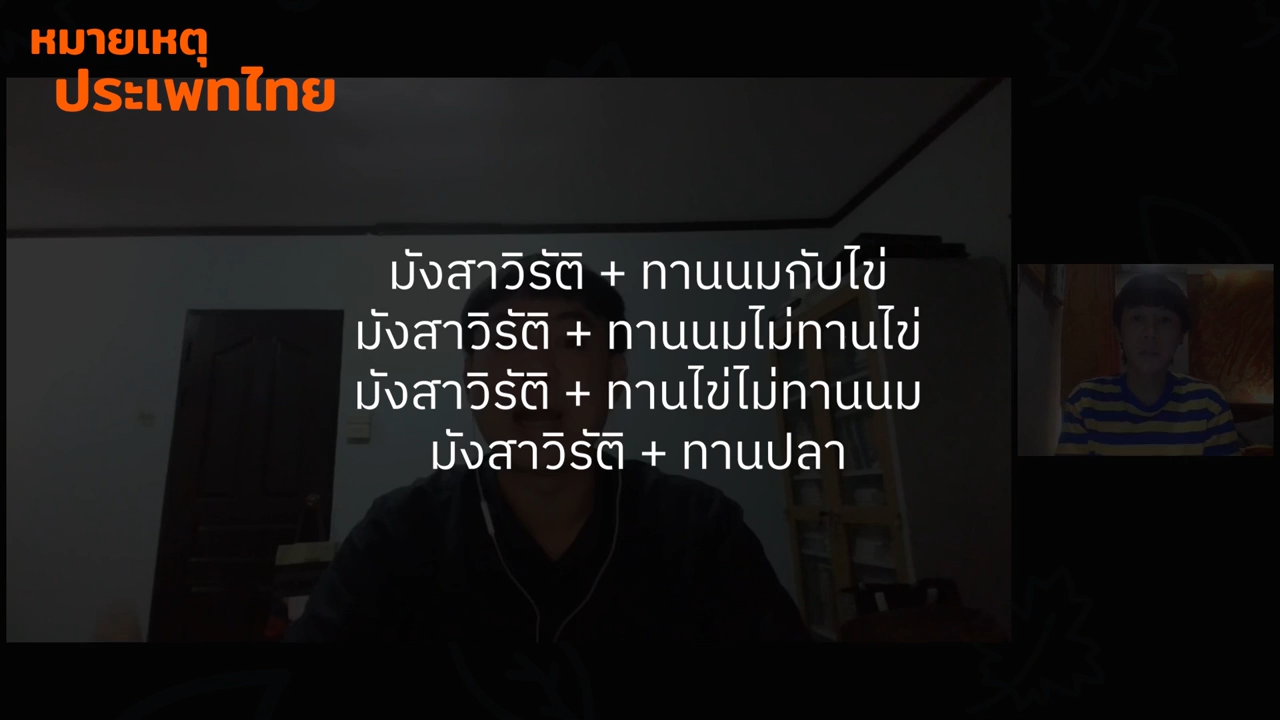 หมายเหตุ
ประเพทไทย
มังสาวิรัติ + ทานนมกับไข่
มังสาวิรัติ + ทานนมไม่ทานไข่
มังสาวิรัติ + ทานไข่ไม่ทานนม
มังสาวิรัติ + ทานปลา